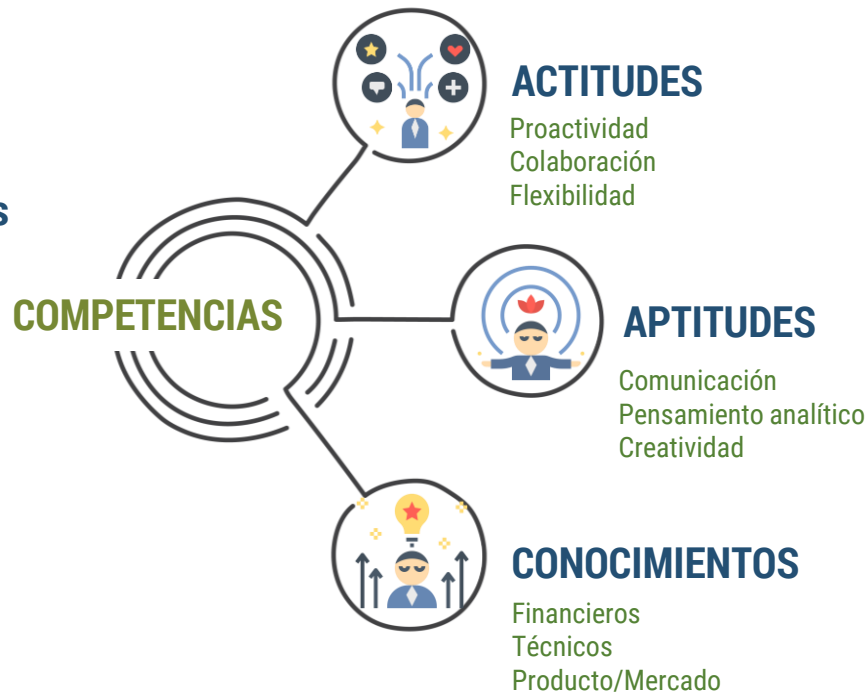 ACTITUDES
Proactividad
Colaboración
Flexibilidad
s
COMPETENCIAS
APTITUDES
Comunicación
Pensamiento analítico
Creatividad
CONOCIMIENTOS
Financieros
Técnicos
Producto/Mercado